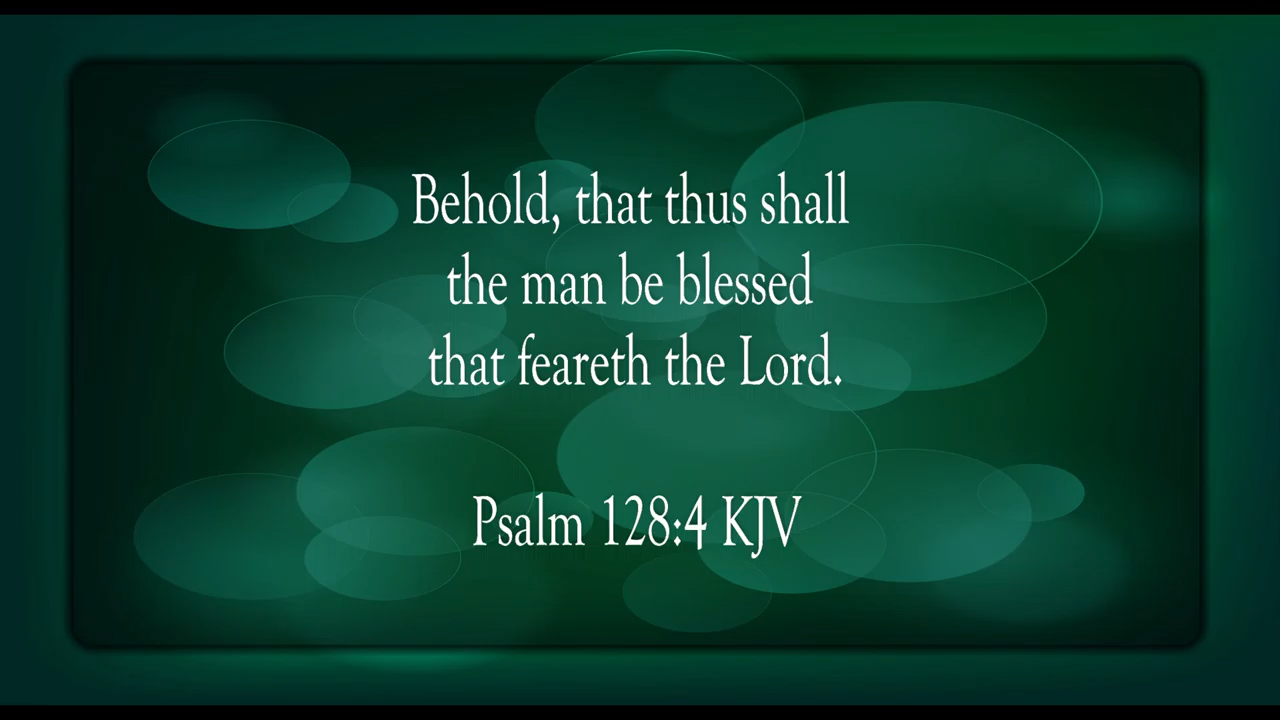 Behold, that thus shall
the man be blessed
that feareth the Lord.
Psalm 128:4 KJV